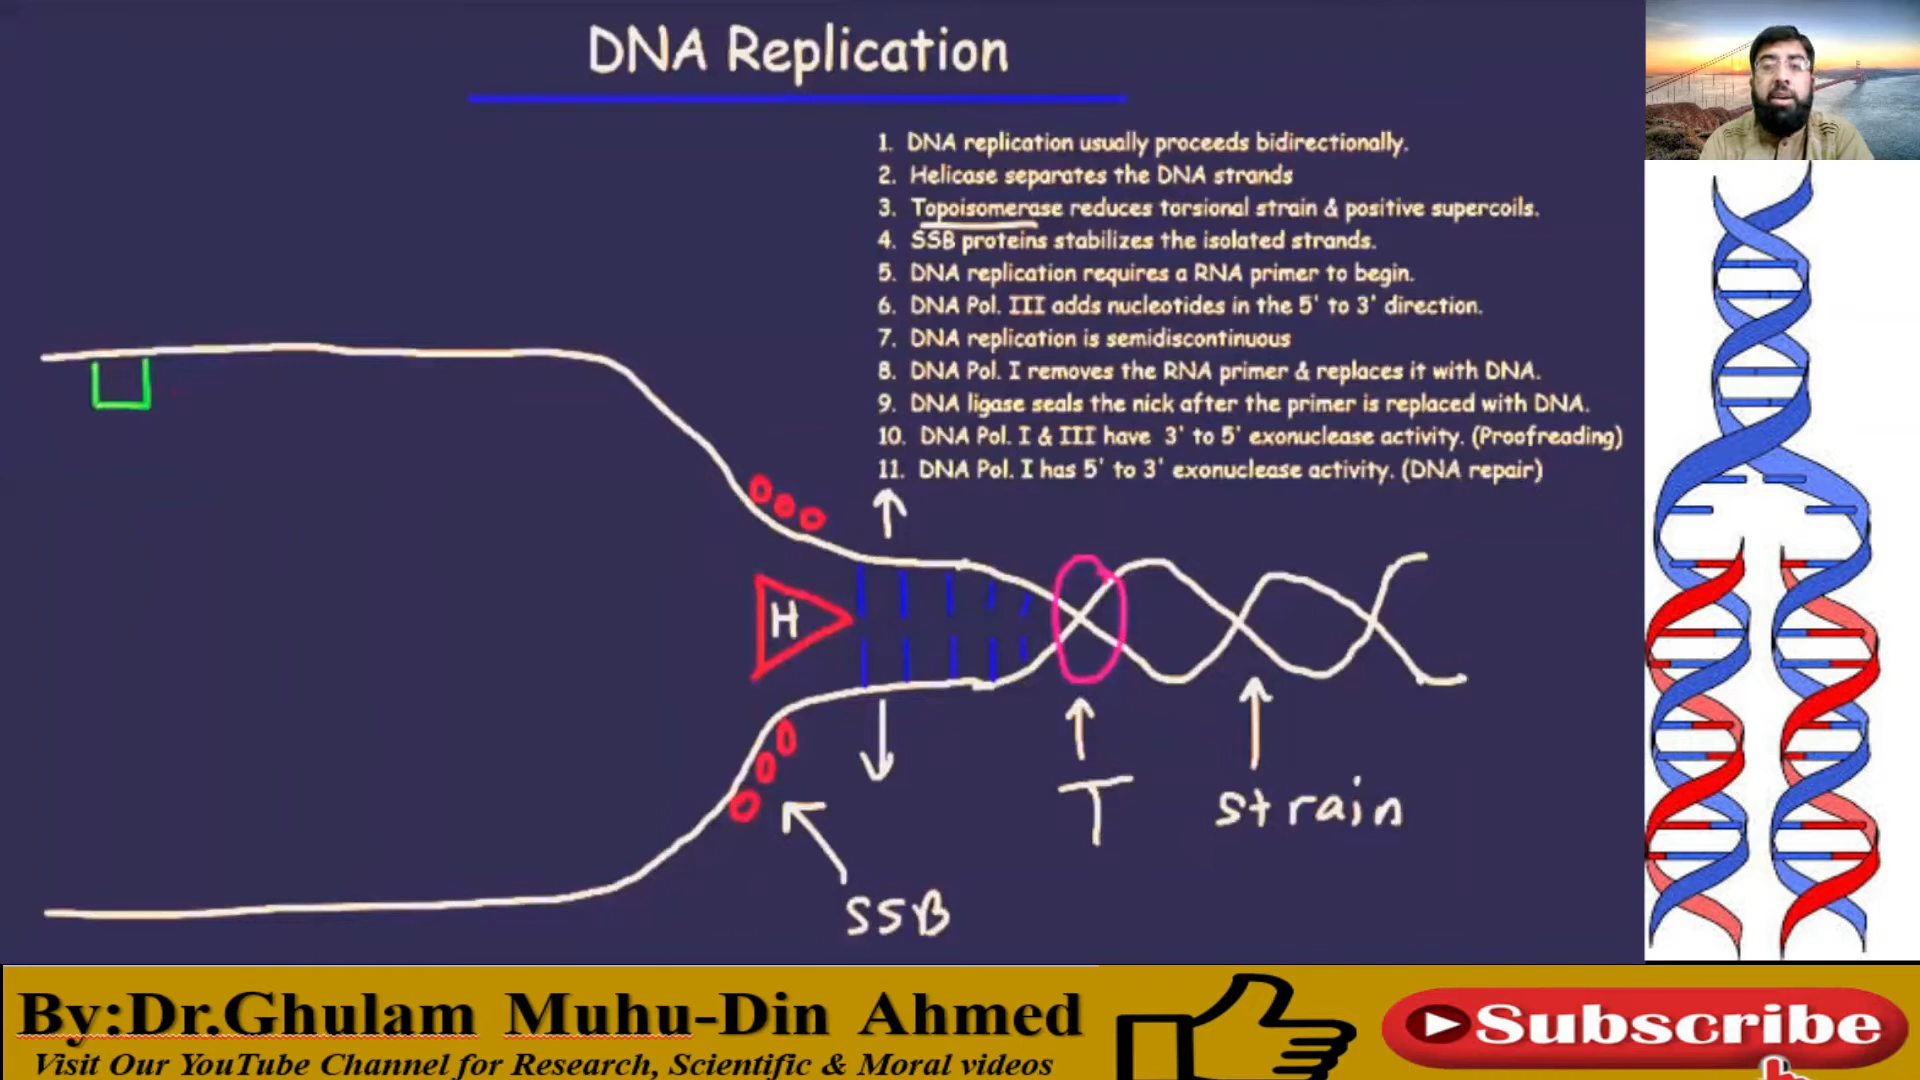 DNA Replication
1. DNA replication usually proceeds bidirectionally.
2. Helicase separates the DNA strands
3. Topoisomerase reduces torsional strain & positive supercoils.
4. SSB proteins stabilizes the isolated strands.
5. DNA replication requires a RNA primer to begin.
6. DNA Pol. III adds nucleotides in the 5' to 3' direction.
7. DNA replication is semidiscontinuous
8. DNA Pol. I removes the RNA primer & replaces it with DNA.
9. DNA ligase seals the nick after the primer is replaced with DNA.
10. DNA Pol. I & III have 3' to 5' exonuclease activity. (Proofreading)
11. DNA Pol. I has 5' to 3' exonuclease activity. (DNA repair)
H
T
strain
SSB
By:Dr.Ghulam Muhu-Din Ahmed
Visit Our YouTube Channel for Research, Scientific & Moral videos
Subscribe